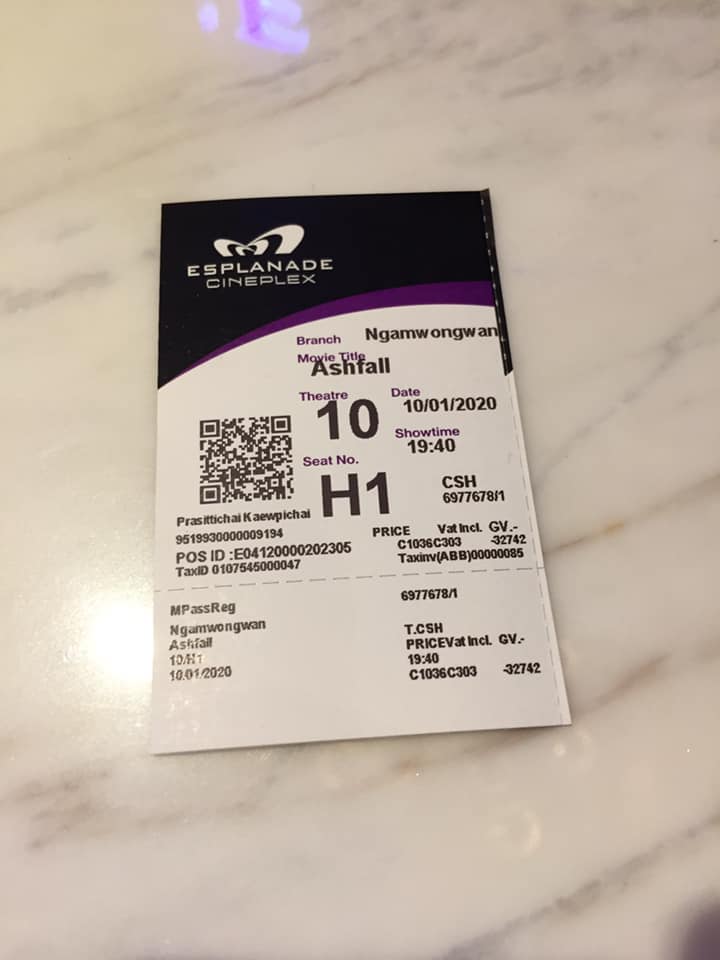 ESPLANADE
CINEPLEX
Branch Ngamwongwan
Movie Title
Ashfall
Theatre Date
10 10/01/2020
Showtime
19:40
Seat No.
H1 CSH
6977678/1
Prasittichai Kaewpichai
9519930000009194 PRICE Vat Incl. GV.-
POS ID :E04120000202305 C1036C303 -32742
TaxID 0107545000047 Taxinv(ABB)00000085
MPassReg 6977678/1
Ngamwongwan T.CSH
Ashfall PRICEVat Incl. GV.-
10/H1 19:40
10.01/2020 C1036C303 -32742